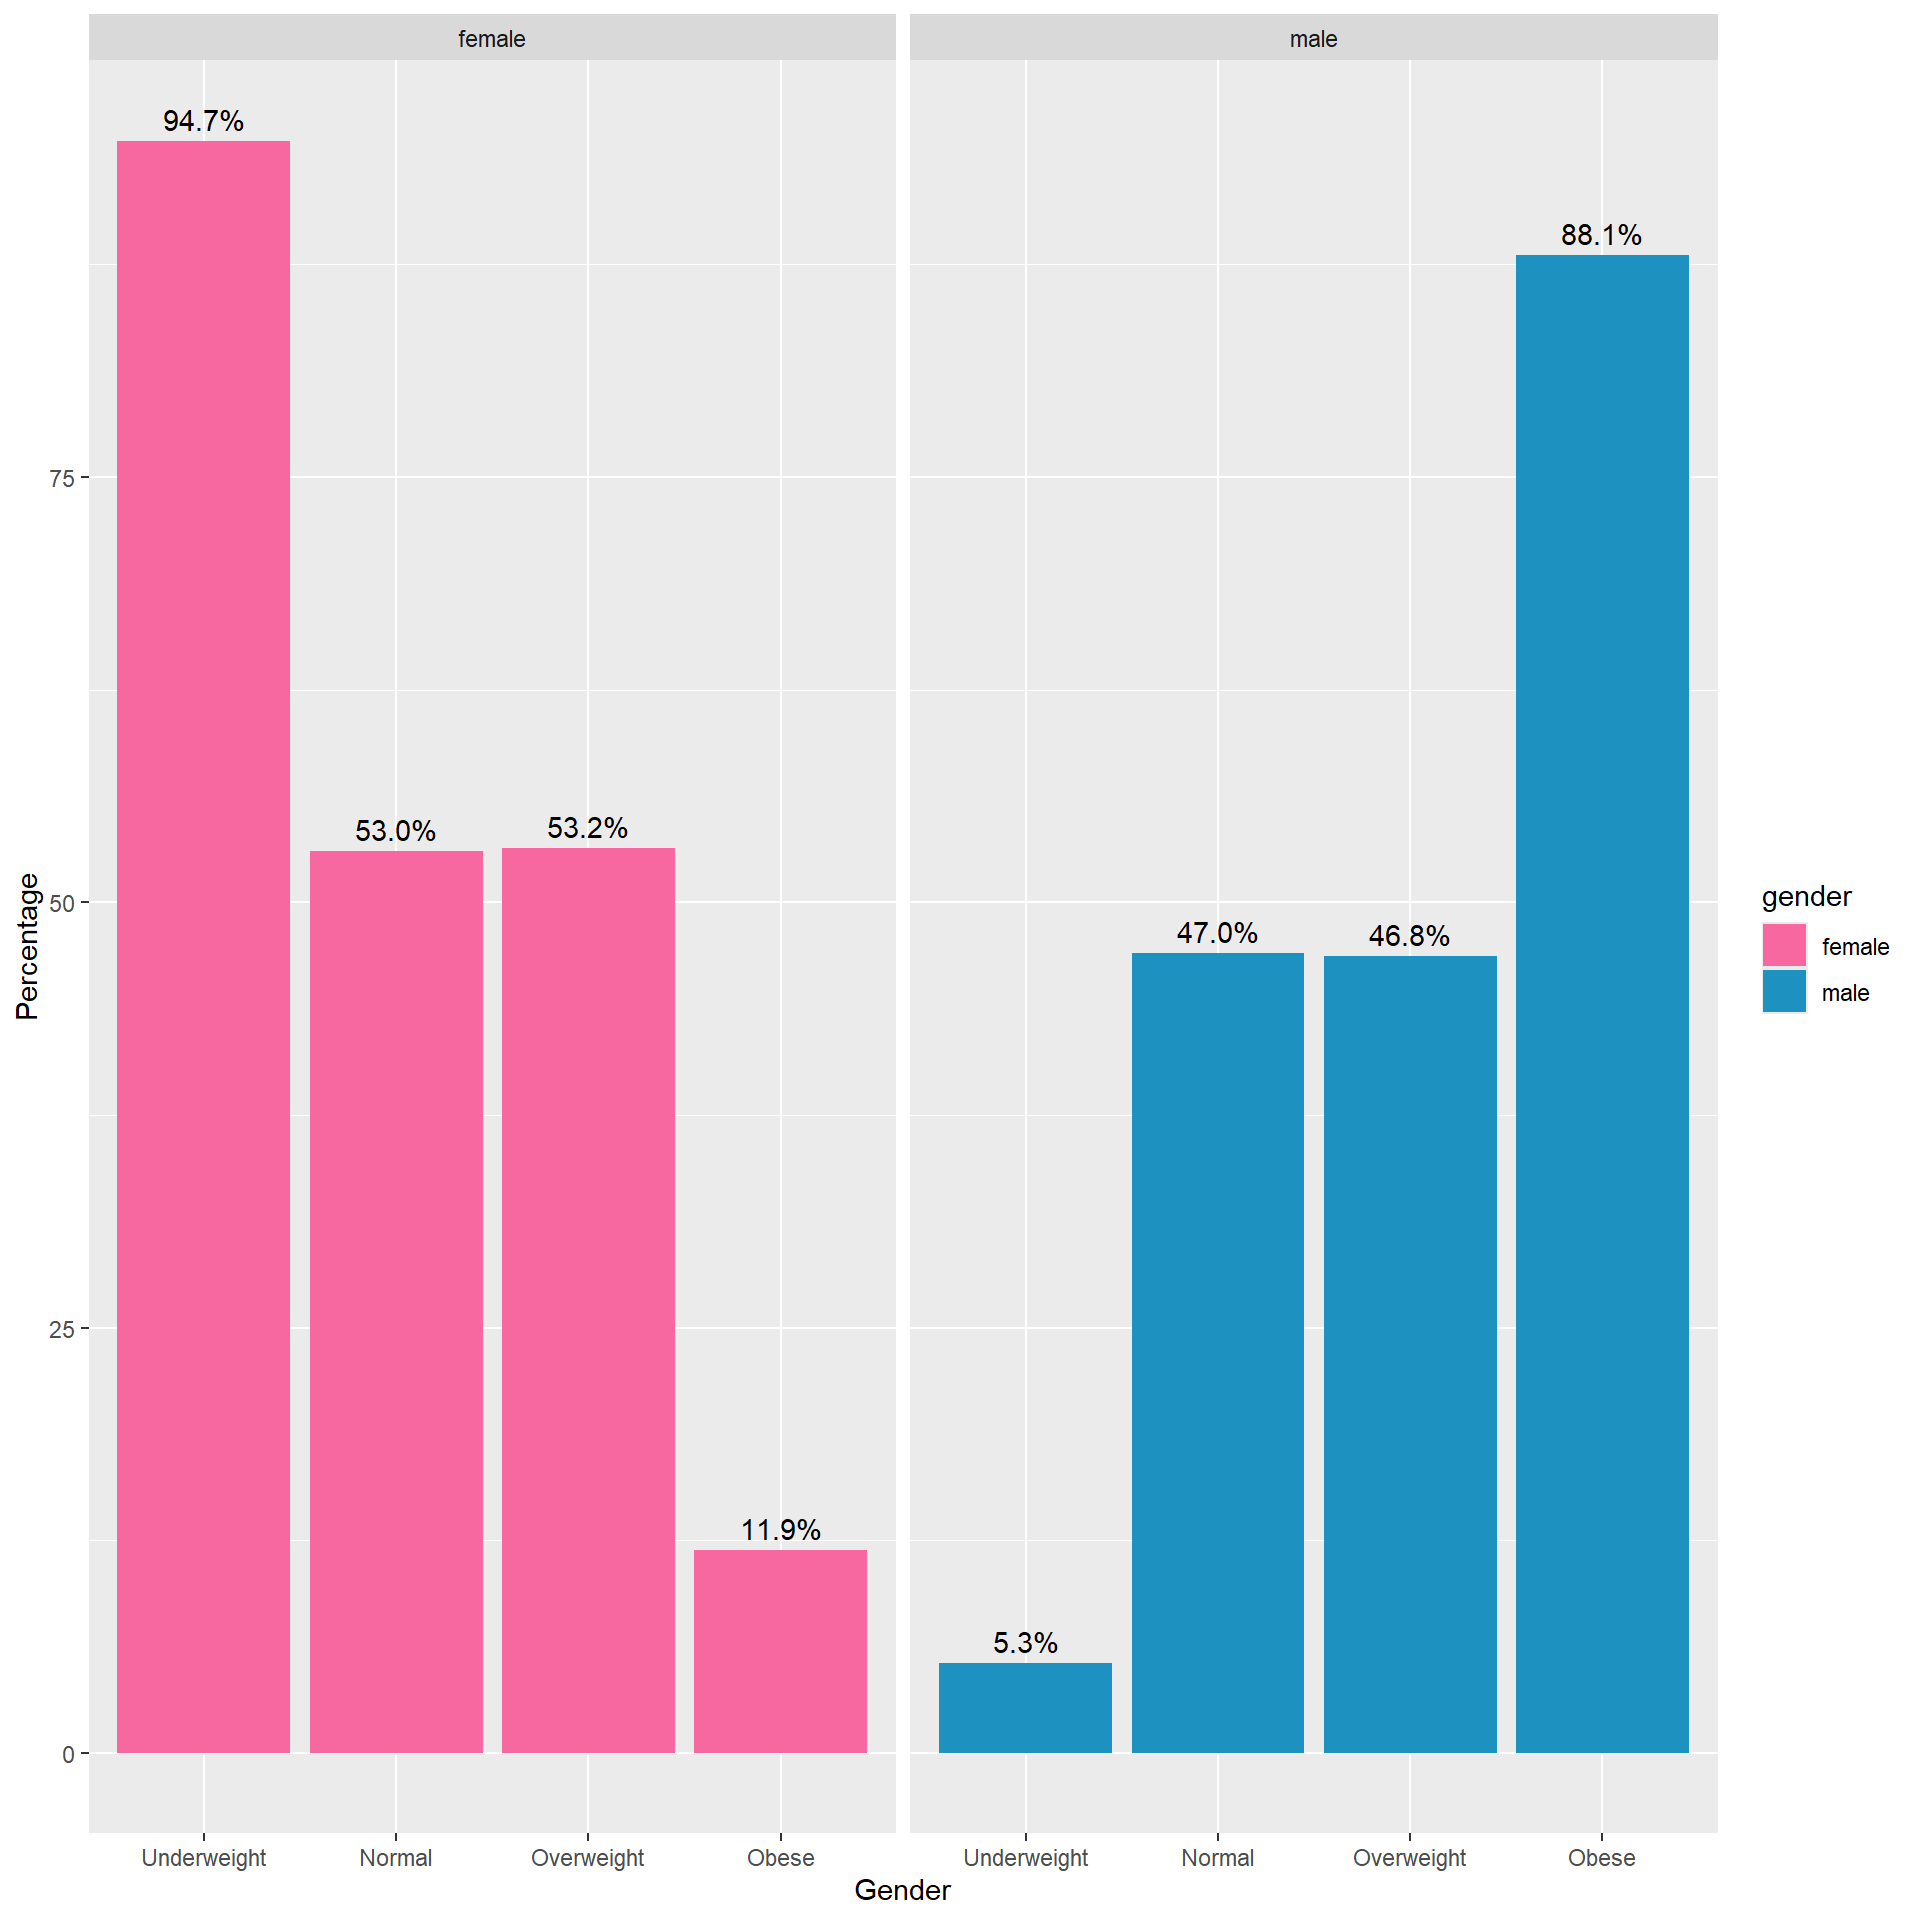 female
male
94.7%
88.1%
75
53.0%
53.2%
50
47.0%
46.8%
gender
female
male
Percentage
25
11.9%
5.3%
0
Underweight
Normal
Overweight
Obese
Underweight
Normal
Overweight
Obese
Gender